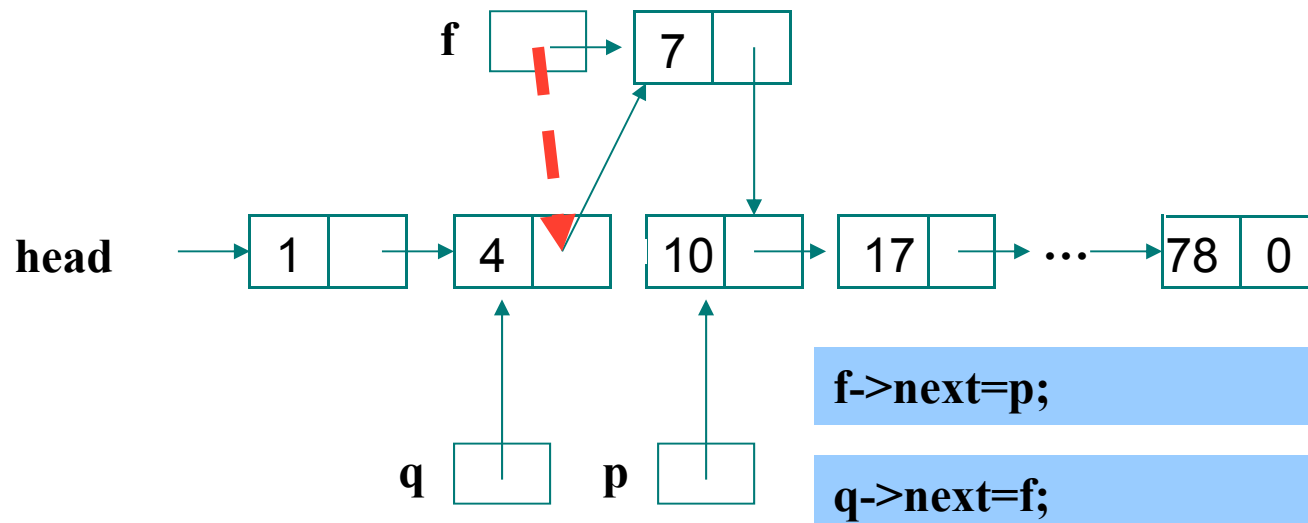 f 7
head 1 4 10 17 ... 78 0
f->next=p;
q p
q->next=f;